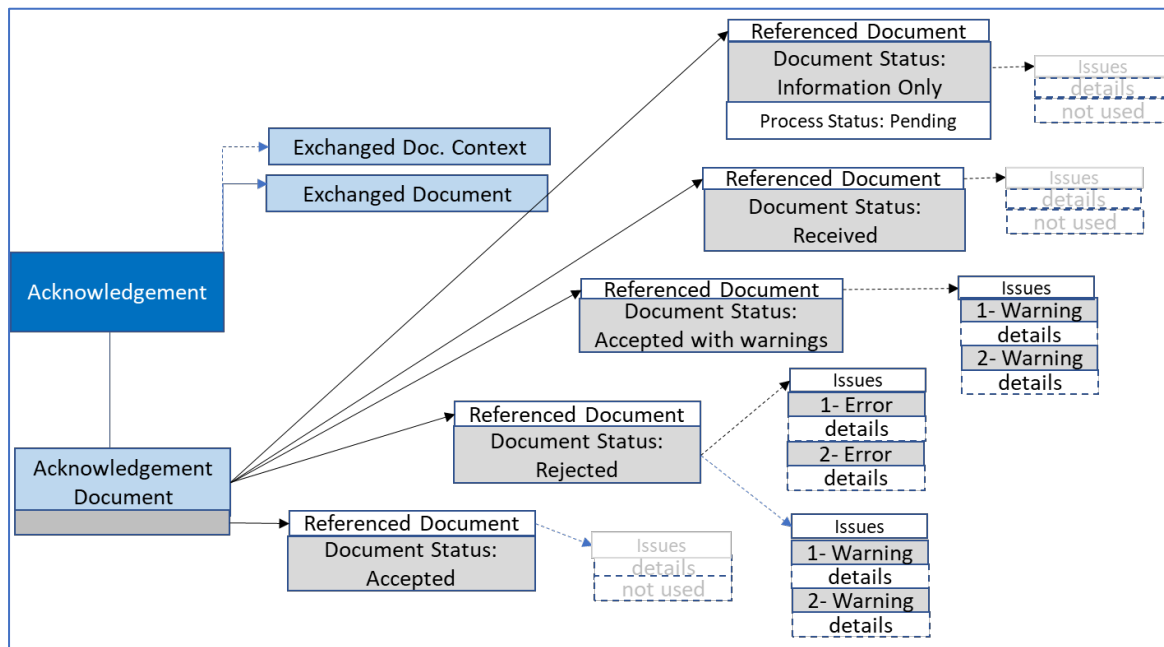 Referenced Document
Document Status:
Information Only
Process Status: Pending
Issues
details
not used
Exchanged Doc. Context
Exchanged Document
Referenced Document
Document Status:
Received
Issues
details
not used
Acknowledgement
Referenced Document
Document Status:
Accepted with warnings
Issues
1- Warning
details
2- Warning
details
Referenced Document
Document Status:
Rejected
Issues
1- Error
details
2- Error
details
Issues
1- Warning
details
2- Warning
details
Acknowledgement
Document
Referenced Document
Document Status:
Accepted
Issues
details
not used